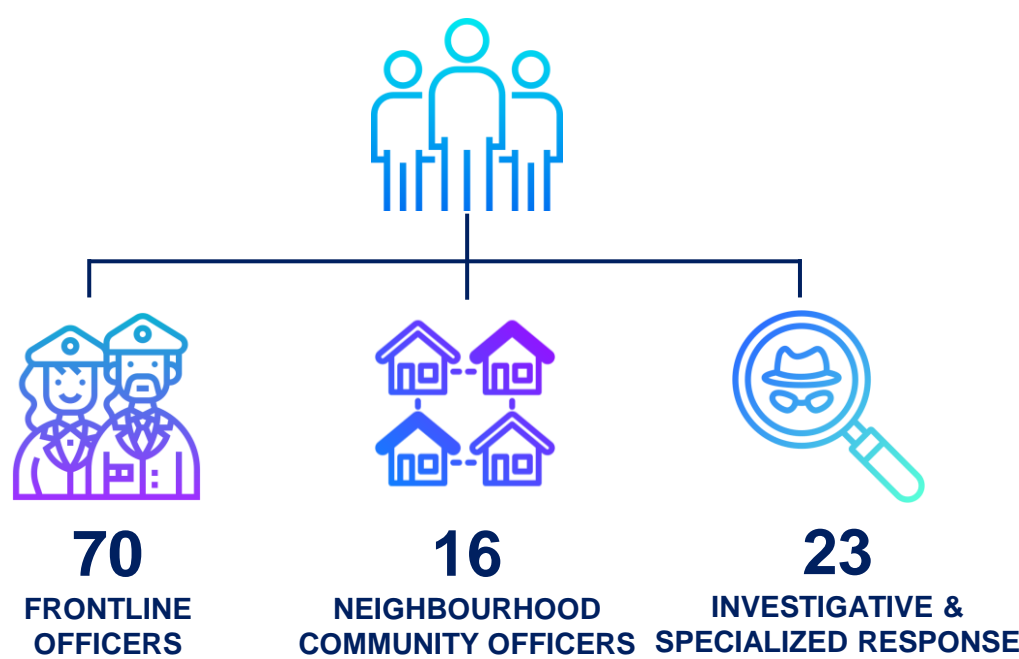 70
FRONTLINE
OFFICERS
16
NEIGHBOURHOOD
COMMUNITY OFFICERS
23
INVESTIGATIVE &
SPECIALIZED RESPONSE